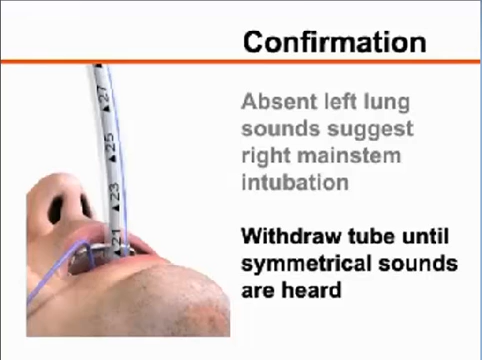 Confirmation
Absent left lung
sounds suggest
right mainstem
intubation
Withdraw tube until
symmetrical sounds
are heard
27
25
23
21